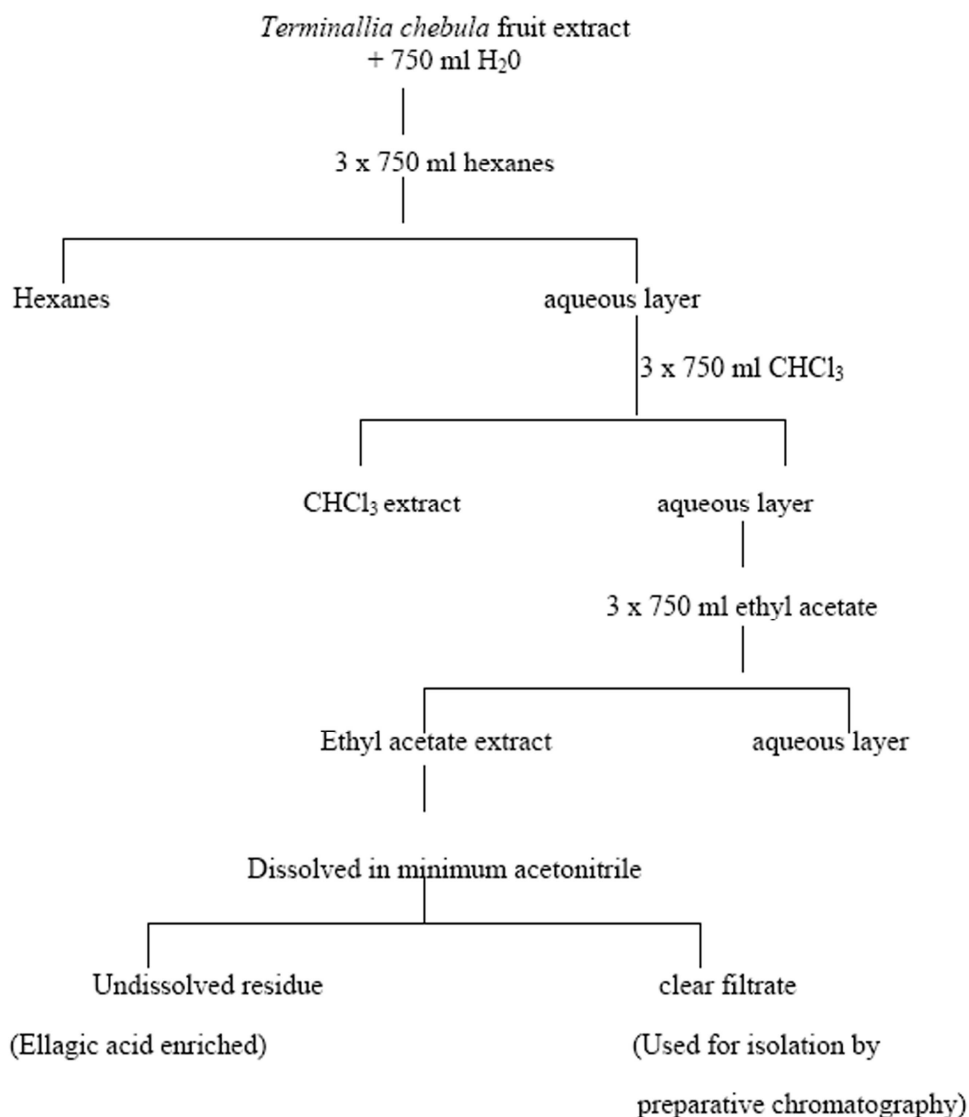 Terminallia chebula fruit extract
+ 750 ml H₂0
3 x 750 ml hexanes
Hexanes
aqueous layer
3 x 750 ml CHCl₃
CHCl₃ extract
aqueous layer
3 x 750 ml ethyl acetate
Ethyl acetate extract
aqueous layer
Dissolved in minimum acetonitrile
Undissolved residue
(Ellagic acid enriched)
clear filtrate
(Used for isolation by
preparative chromatography)